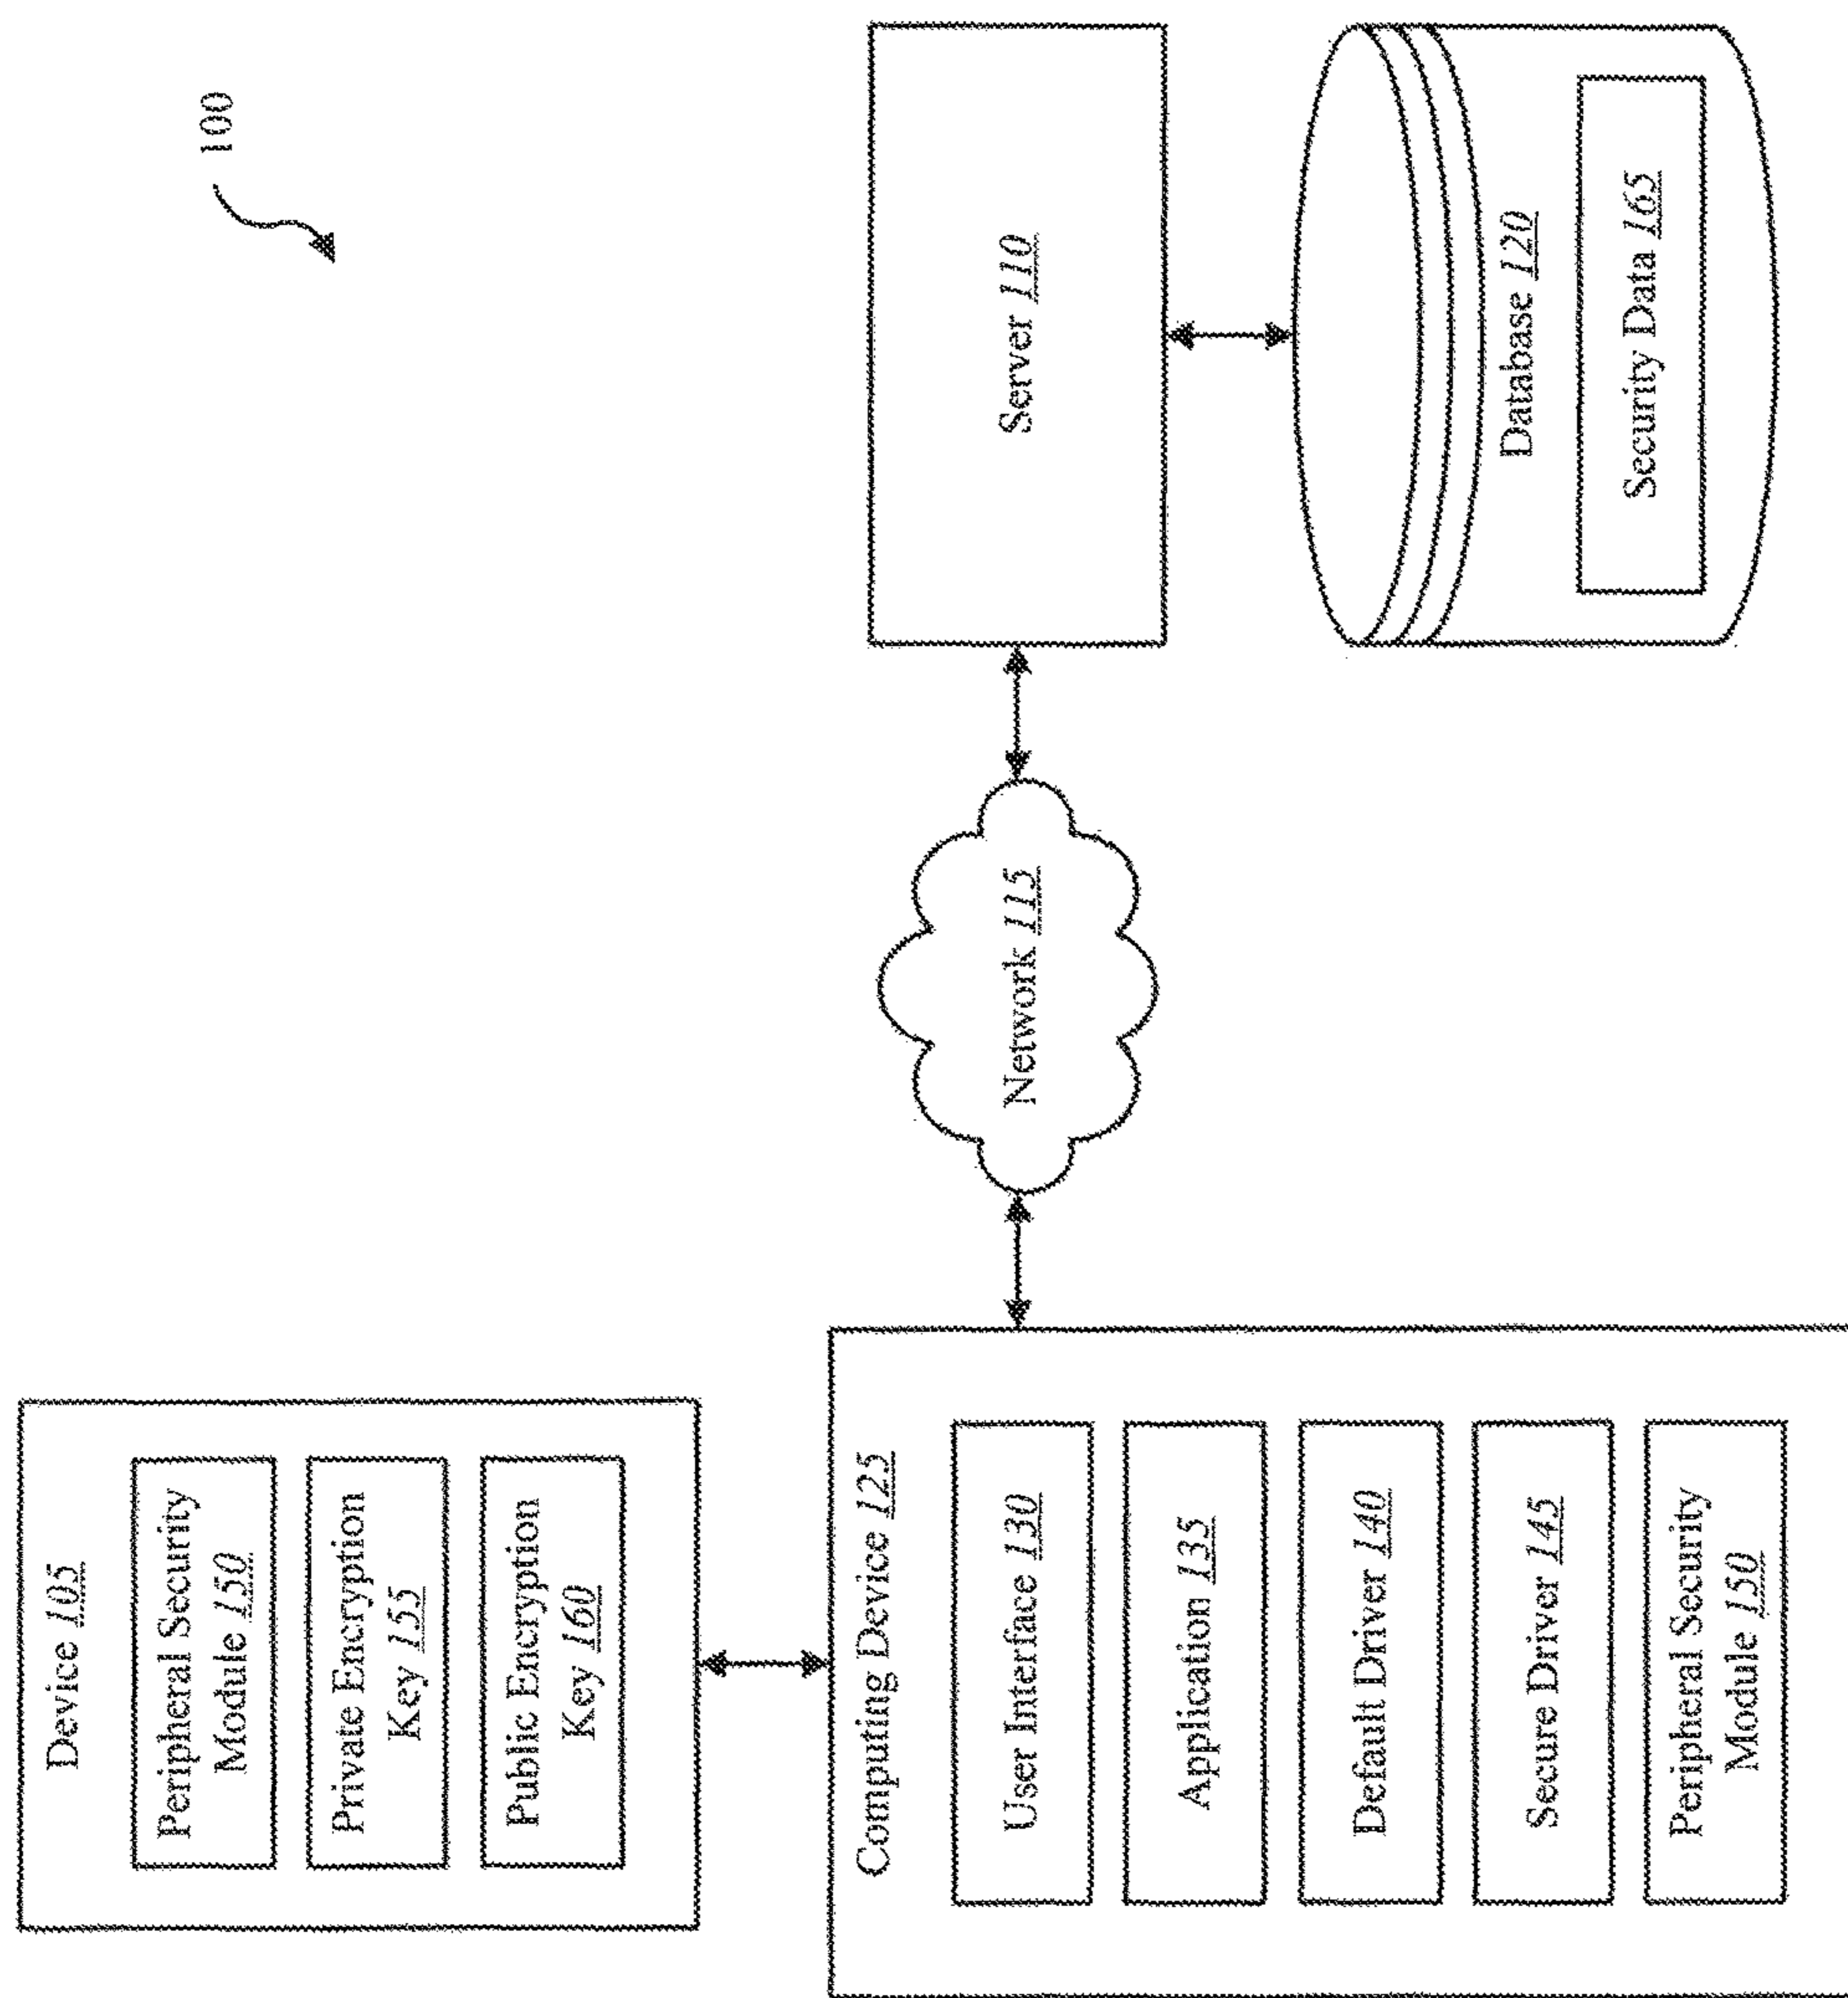 100
Device 105
Peripheral Security
Module 150
Private Encryption
Key 155
Public Encryption
Key 160
Computing Device 125
User Interface 130
Application 135
Default Driver 140
Secure Driver 145
Peripheral Security
Module 150
Network 115
Server 110
Database 120
Security Data 165